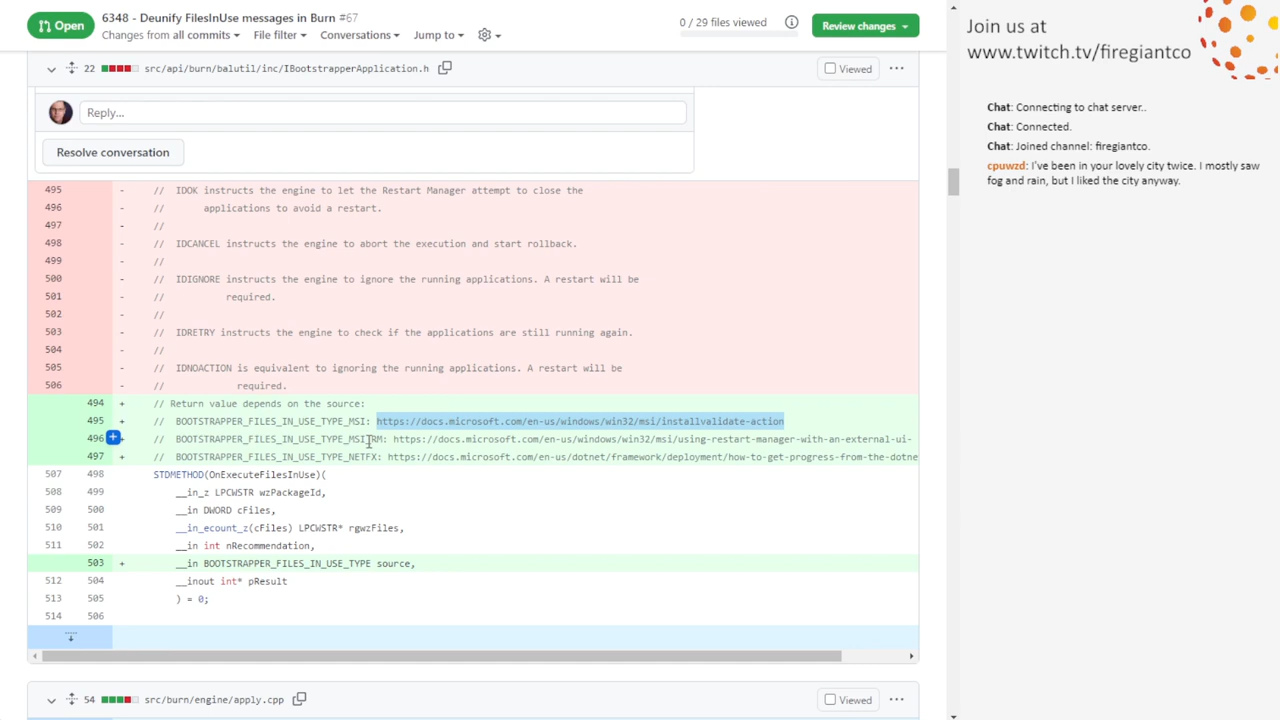 Open
6348 - Deunify FilesInUse messages in Burn #67
Changes from all commits
File filter
Conversations
Jump to
0 / 29 files viewed
Review changes
22
src/api/burn/balutil/inc/IBootstrapperApplication.h
Viewed
Reply...
Resolve conversation
495 - // IDOK instructs the engine to let the Restart Manager attempt to close the
496 - // applications to avoid a restart.
497 - //
498 - // IDCANCEL instructs the engine to abort the execution and start rollback.
499 - //
500 - // IDIGNORE instructs the engine to ignore the running applications. A restart will be
501 - // required.
502 - //
503 - // IDRETRY instructs the engine to check if the applications are still running again.
504 - //
505 - // IDNOACTION is equivalent to ignoring the running applications. A restart will be
506 - // required.
494 + // Return value depends on the source:
495 + // BOOTSTRAPPER_FILES_IN_USE_TYPE_MSI: https://docs.microsoft.com/en-us/windows/win32/msi/installvalidate-action
496 + // BOOTSTRAPPER_FILES_IN_USE_TYPE_MSI_RM: https://docs.microsoft.com/en-us/windows/win32/msi/using-restart-manager-with-an-external-ui-
497 + // BOOTSTRAPPER_FILES_IN_USE_TYPE_NETFX: https://docs.microsoft.com/en-us/dotnet/framework/deployment/how-to-get-progress-from-the-dotne
507 498 STDMETHOD(OnExecuteFilesInUse)(
508 499 __in_z LPCWSTR wzPackageId,
509 500 __in DWORD cFiles,
510 501 __in_ecount_z(cFiles) LPCWSTR* rgwzFiles,
511 502 __in int nRecommendation,
503 + __in BOOTSTRAPPER_FILES_IN_USE_TYPE source,
512 504 __inout int* pResult
513 505 ) = 0;
514 506
54
src/burn/engine/apply.cpp
Viewed
Join us at
www.twitch.tv/firegiantco
Chat: Connecting to chat server..
Chat: Connected.
Chat: Joined channel: firegiantco.
cpuwzd: I've been in your lovely city twice. I mostly saw
fog and rain, but I liked the city anyway.